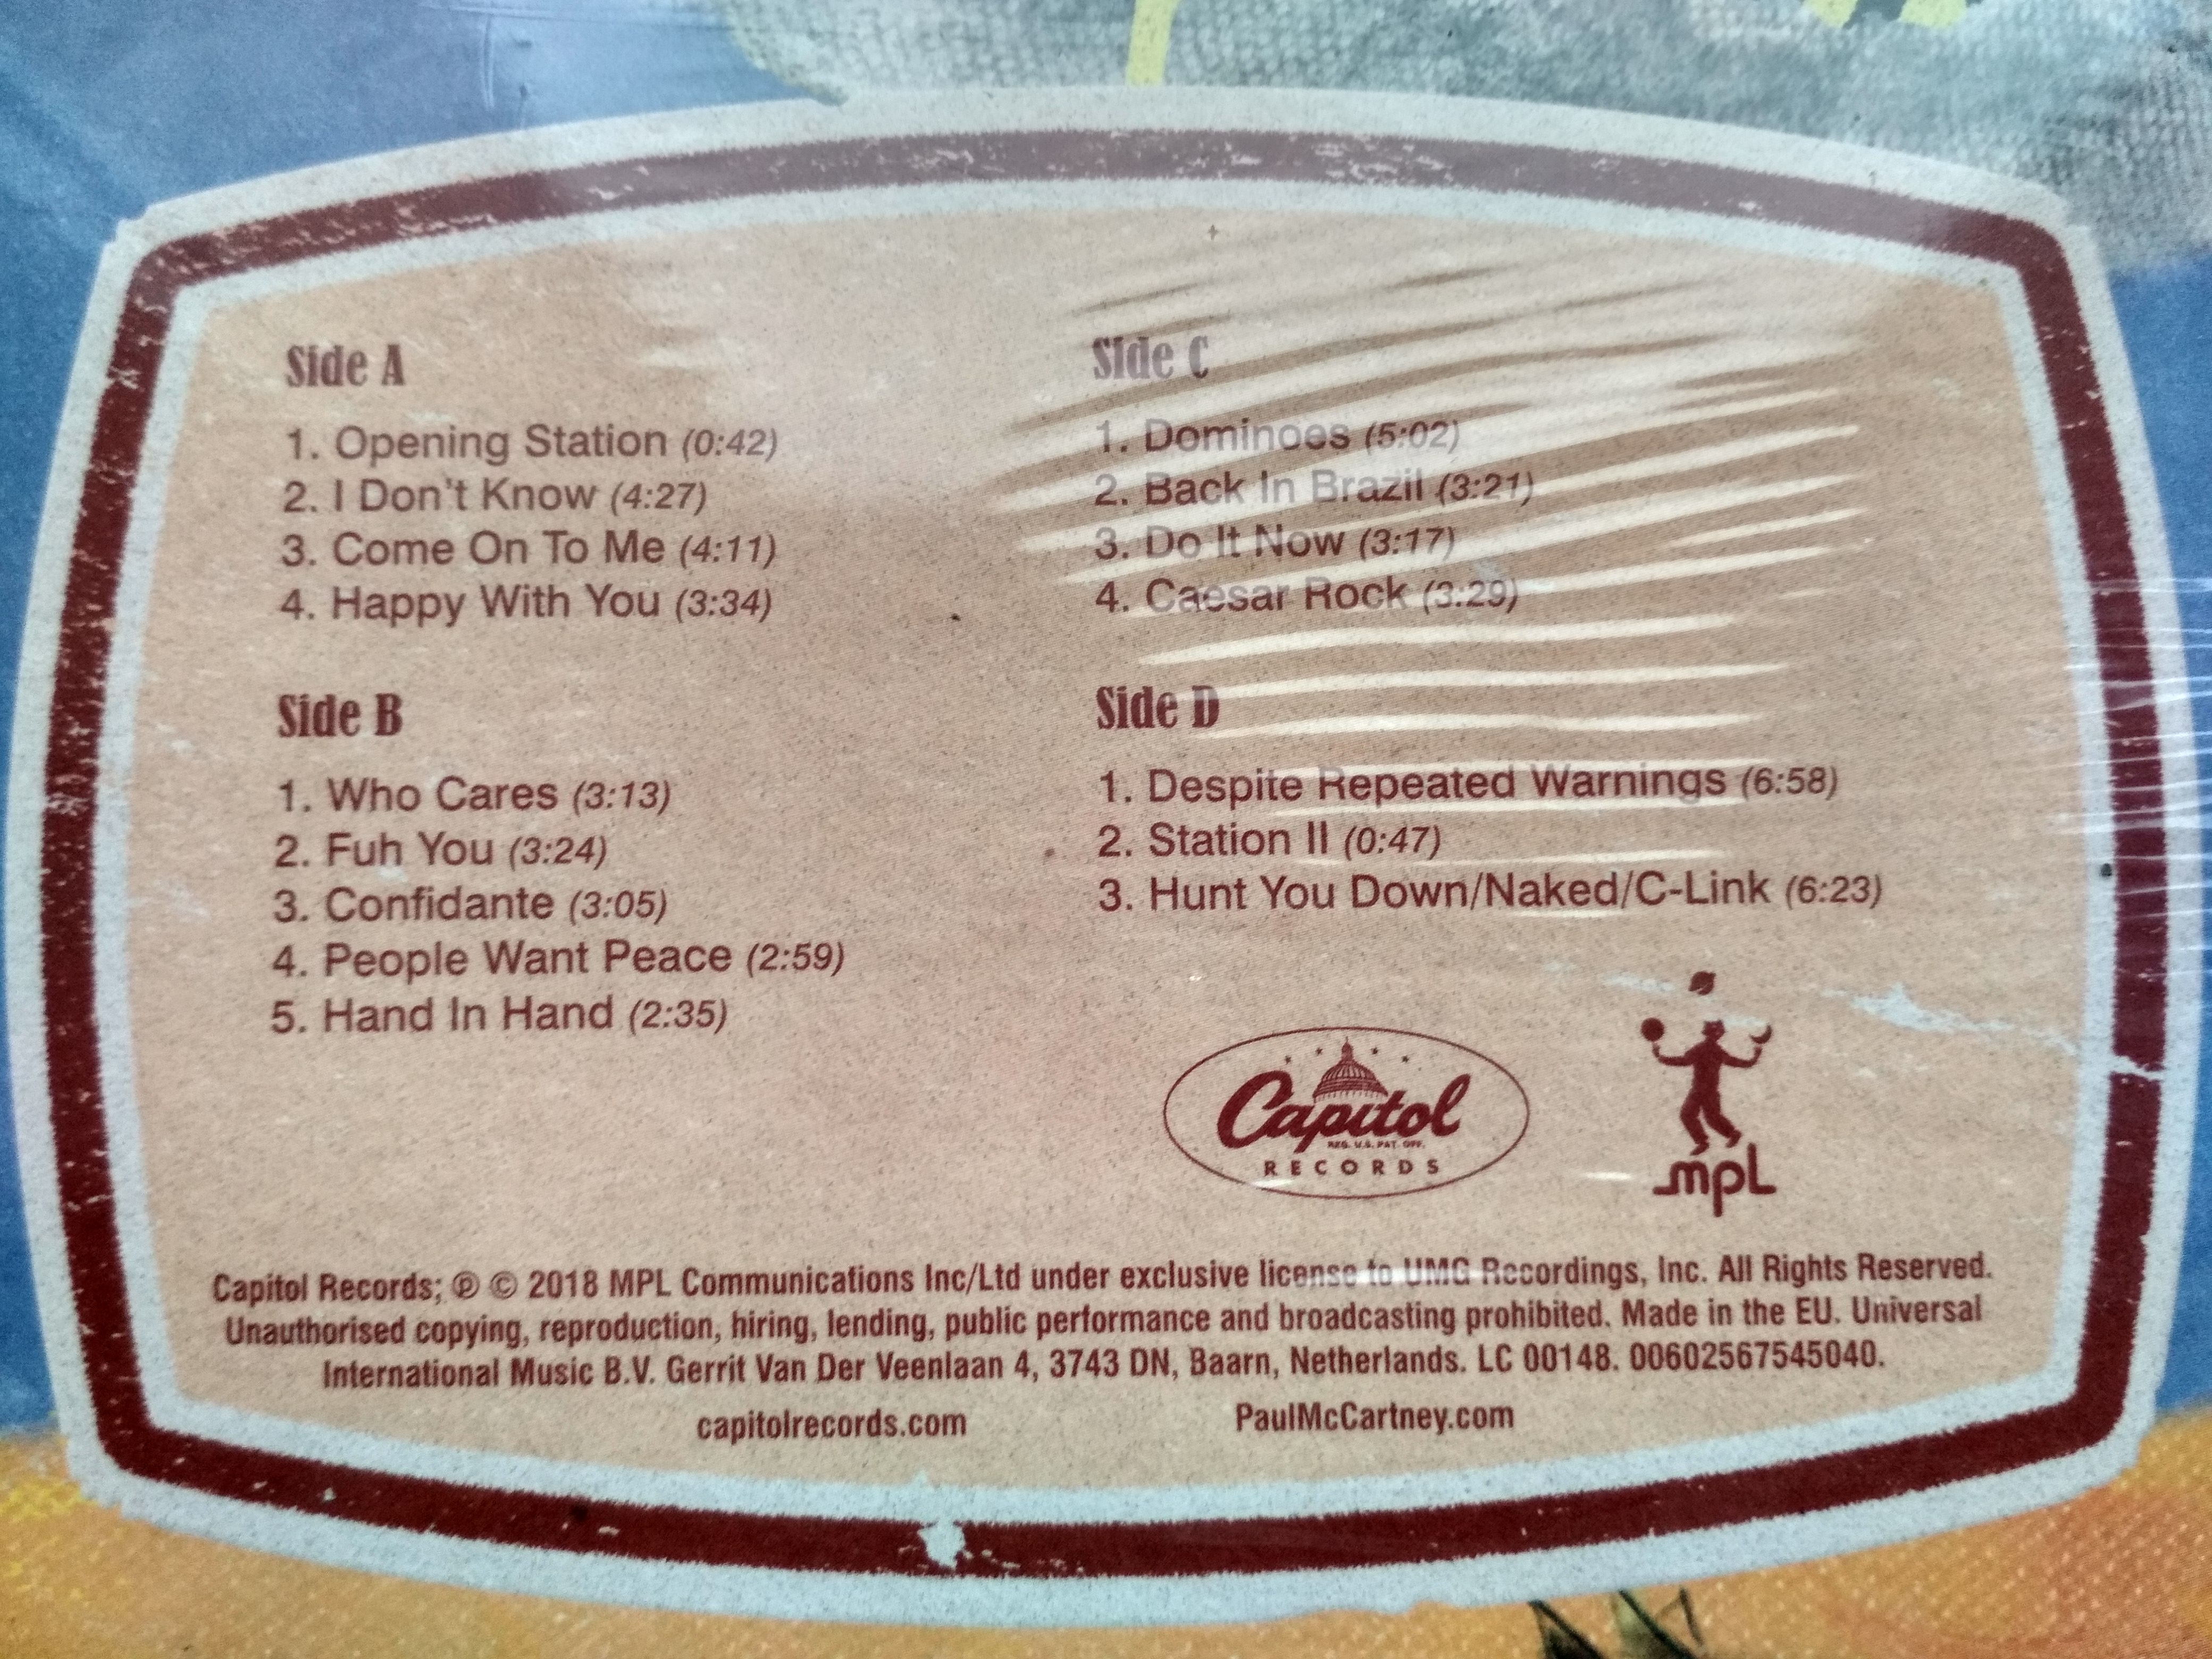 Side A
1. Opening Station (0:42)
2. I Don't Know (4:27)
3. Come On To Me (4:11)
4. Happy With You (3:34)
Side B
1. Who Cares (3:13)
2. Fuh You (3:24)
3. Confidante (3:05)
4. People Want Peace (2:59)
5. Hand In Hand (2:35)
Side C
1. Dominoes (5:02)
2. Back In Brazil (3:21)
3. Do It Now (3:17)
4. Caesar Rock (3:29)
Side D
1. Despite Repeated Warnings (6:58)
2. Station II (0:47)
3. Hunt You Down/Naked/C-Link (6:23)
Capitol
REG. U.S. PAT. OFF.
RECORDS
mpL
Capitol Records; ℗ © 2018 MPL Communications Inc/Ltd under exclusive license to UMG Recordings, Inc. All Rights Reserved.
Unauthorised copying, reproduction, hiring, lending, public performance and broadcasting prohibited. Made in the EU. Universal
International Music B.V. Gerrit Van Der Veenlaan 4, 3743 DN, Baarn, Netherlands. LC 00148. 00602567545040.
capitolrecords.com PaulMcCartney.com